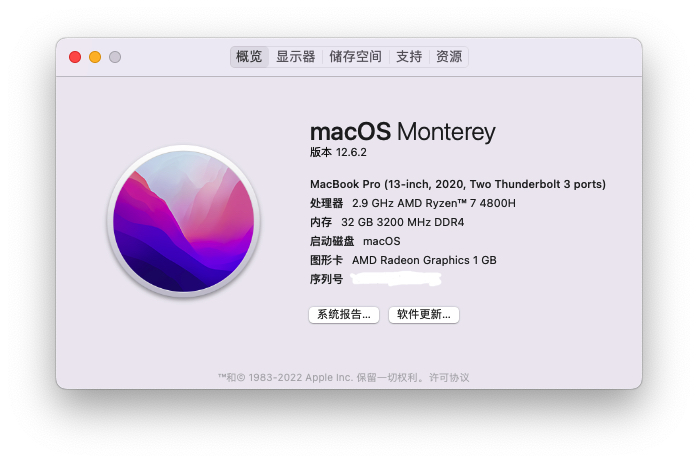 概览 显示器 储存空间 支持 资源
macOS Monterey
版本 12.6.2
MacBook Pro (13-inch, 2020, Two Thunderbolt 3 ports)
处理器 2.9 GHz AMD Ryzen™ 7 4800H
内存 32 GB 3200 MHz DDR4
启动磁盘 macOS
图形卡 AMD Radeon Graphics 1 GB
序列号
系统报告... 软件更新...
™和© 1983-2022 Apple Inc. 保留一切权利。许可协议